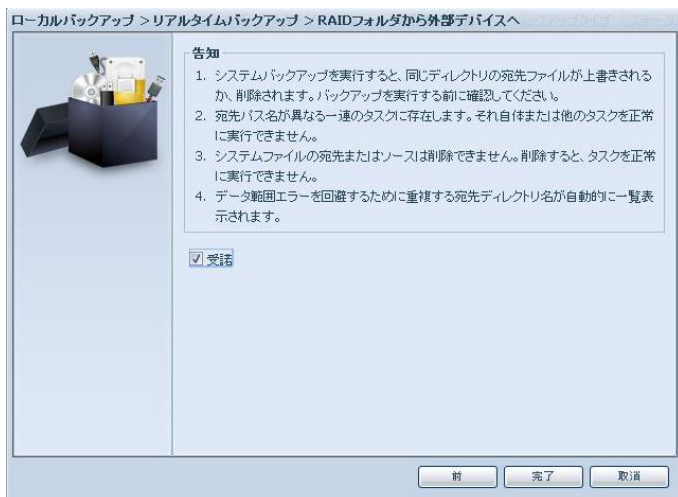 ローカルバックアップ > リアルタイムバックアップ > RAIDフォルダから外部デバイスへ
告知
1. システムバックアップを実行すると、同じディレクトリの宛先ファイルが上書きされる
か、削除されます。バックアップを実行する前に確認してください。
2. 宛先パス名が異なる一連のタスクに存在します。それ自体または他のタスクを正常
に実行できません。
3. システムファイルの宛先またはソースは削除できません。削除すると、タスクを正常
に実行できません。
4. データ範囲エラーを回避するために重複する宛先ディレクトリ名が自動的に一覧表
示されます。
受諾
前
完了
取消